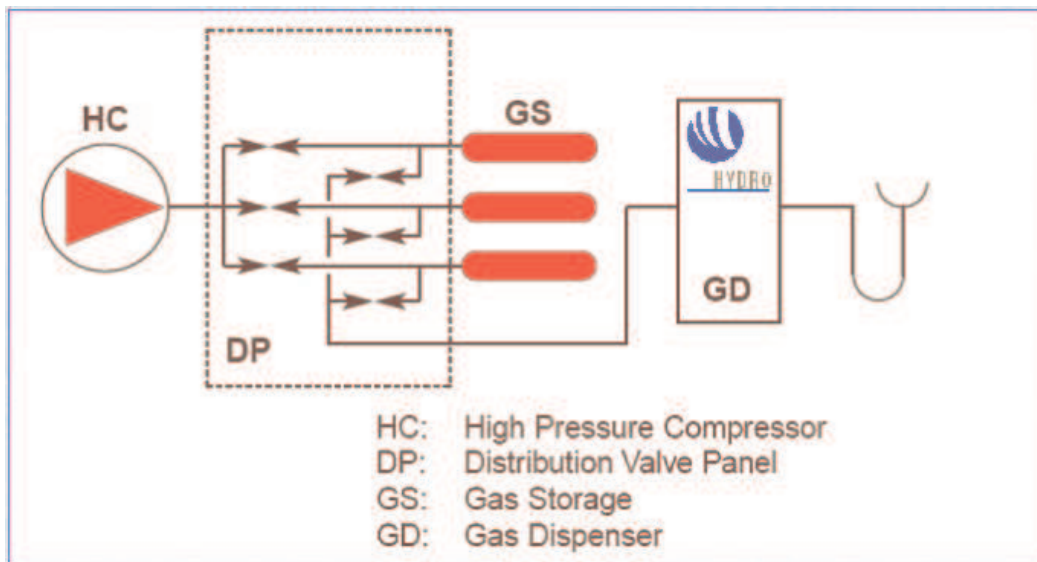 HC
GS
HYDRO
GD
DP
HC: High Pressure Compressor
DP: Distribution Valve Panel
GS: Gas Storage
GD: Gas Dispenser